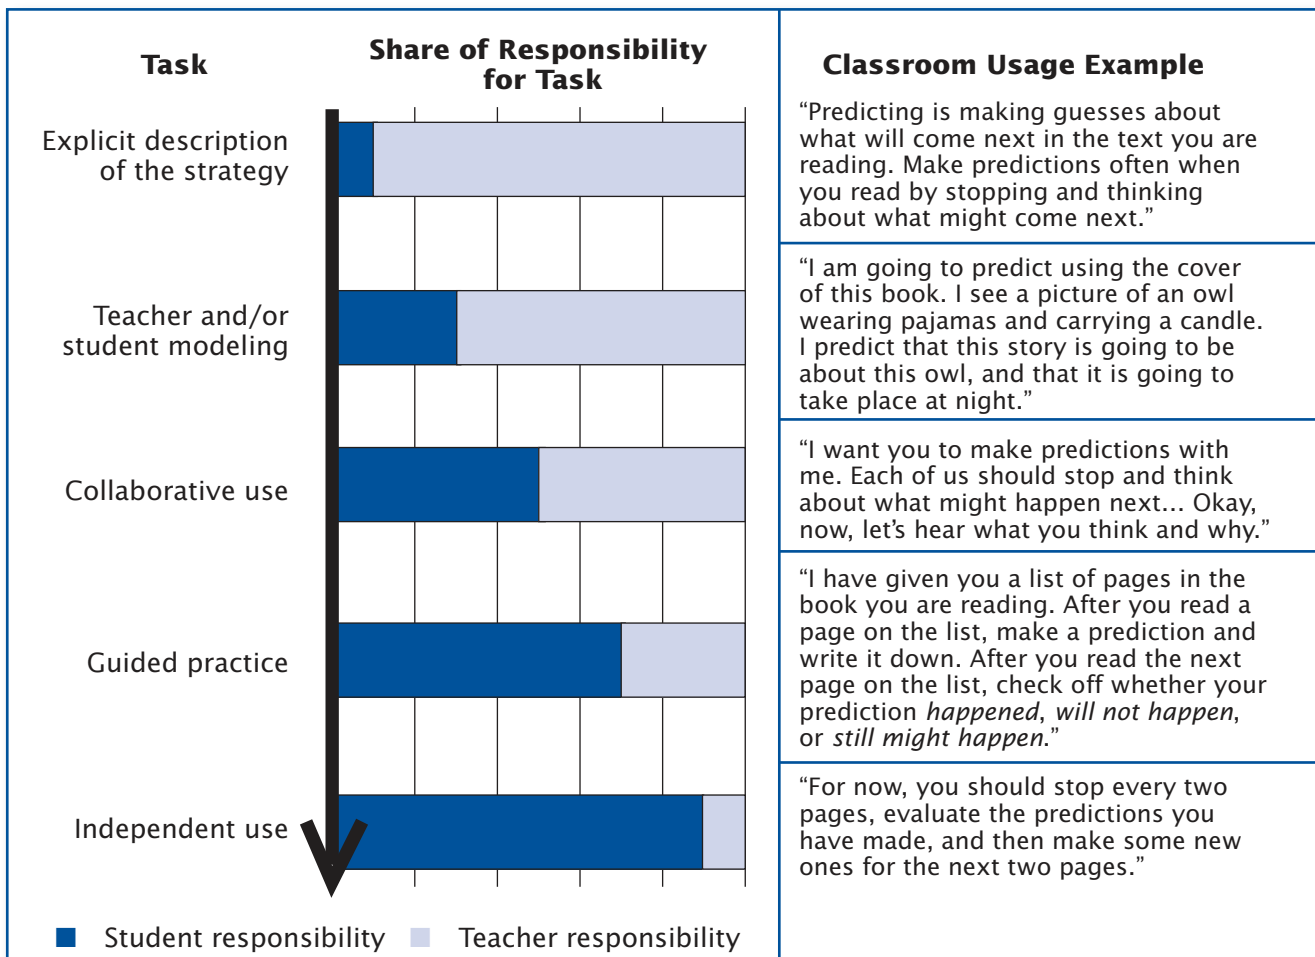 Task
Share of Responsibility
for Task
Classroom Usage Example
Explicit description
of the strategy
“Predicting is making guesses about
what will come next in the text you are
reading. Make predictions often when
you read by stopping and thinking
about what might come next.”
Teacher and/or
student modeling
“I am going to predict using the cover
of this book. I see a picture of an owl
wearing pajamas and carrying a candle.
I predict that this story is going to be
about this owl, and that it is going to
take place at night.”
Collaborative use
“I want you to make predictions with
me. Each of us should stop and think
about what might happen next... Okay,
now, let’s hear what you think and why.”
Guided practice
“I have given you a list of pages in the
book you are reading. After you read a
page on the list, make a prediction and
write it down. After you read the next
page on the list, check off whether your
prediction happened, will not happen,
or still might happen.”
Independent use
“For now, you should stop every two
pages, evaluate the predictions you
have made, and then make some new
ones for the next two pages.”
Student responsibility
Teacher responsibility